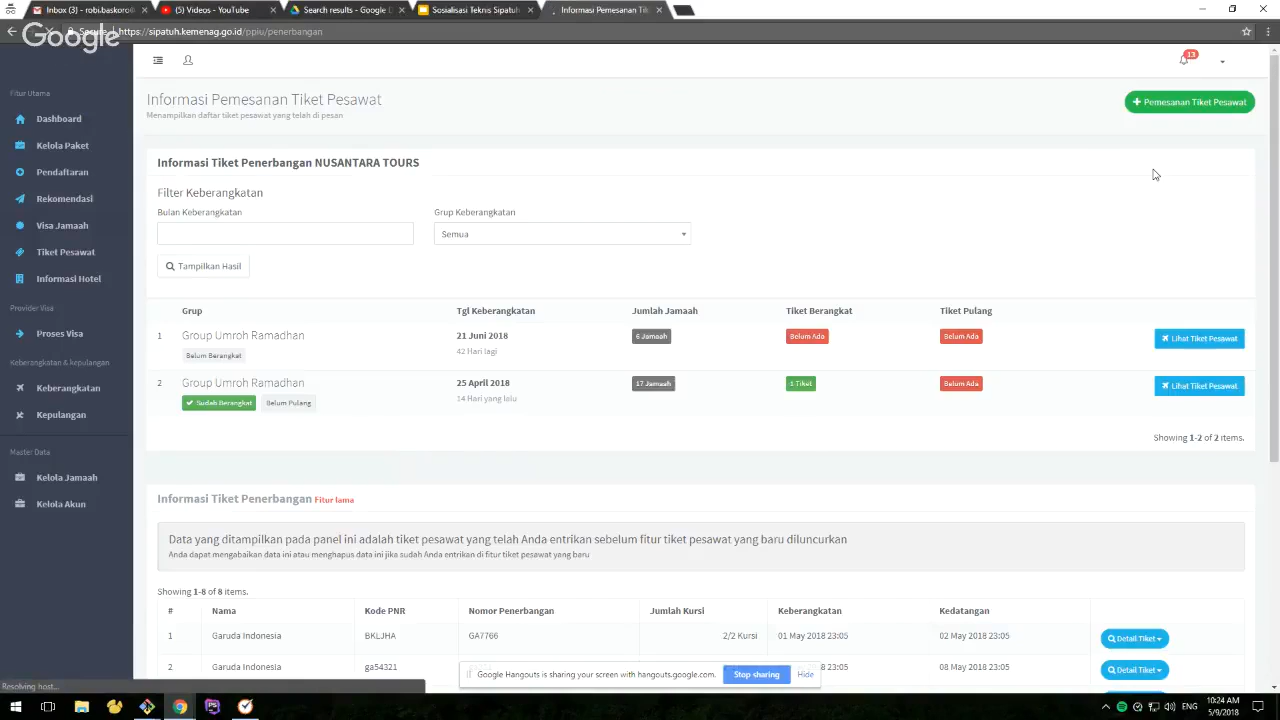 Inbox (3) - robibaskoro@
(5) Videos - YouTube
Search results - Google D
Sosialisasi Teknis Sipatuh
Informasi Pemesanan Tik
Google
Secure
https://sipatuh.kemenag.go.id/ppiu/penerbangan
13
Fitur Utama
Dashboard
Kelola Paket
Pendaftaran
Rekomendasi
Visa Jamaah
Tiket Pesawat
Informasi Hotel
Provider Visa
Proses Visa
Keberangkatan & kepulangan
Keberangkatan
Kepulangan
Master Data
Kelola Jamaah
Kelola Akun
Informasi Pemesanan Tiket Pesawat
Menampilkan daftar tiket pesawat yang telah di pesan
Pemesanan Tiket Pesawat
Informasi Tiket Penerbangan NUSANTARA TOURS
Filter Keberangkatan
Bulan Keberangkatan
Grup Keberangkatan
Semua
Tampilkan Hasil
Grup Tgl Keberangkatan Jumlah Jamaah Tiket Berangkat Tiket Pulang
1 Group Umroh Ramadhan 21 Juni 2018 6 Jamaah Belum Ada Belum Ada Lihat Tiket Pesawat
Belum Berangkat 42 Hari lagi
2 Group Umroh Ramadhan 25 April 2018 17 Jamaah 1 Tiket Belum Ada Lihat Tiket Pesawat
Sudah Berangkat Belum Pulang 14 Hari yang lalu
Showing 1-2 of 2 items.
Informasi Tiket Penerbangan Fitur lama
Data yang ditampilkan pada panel ini adalah tiket pesawat yang telah Anda entrikan sebelum fitur tiket pesawat yang baru diluncurkan
Anda dapat mengabaikan data ini atau menghapus data ini jika sudah Anda entrikan di fitur tiket pesawat yang baru
Showing 1-8 of 8 items.
# Nama Kode PNR Nomor Penerbangan Jumlah Kursi Keberangkatan Kedatangan
1 Garuda Indonesia BKLJHA GA7766 2/2 Kursi 01 May 2018 23:05 02 May 2018 23:05 Detail Tiket
2 Garuda Indonesia ga54321 8 23:05 08 May 2018 23:05 Detail Tiket
Google Hangouts is sharing your screen with hangouts.google.com.
Stop sharing
Hide
Resolving host...
ENG
10:24 AM
5/9/2018